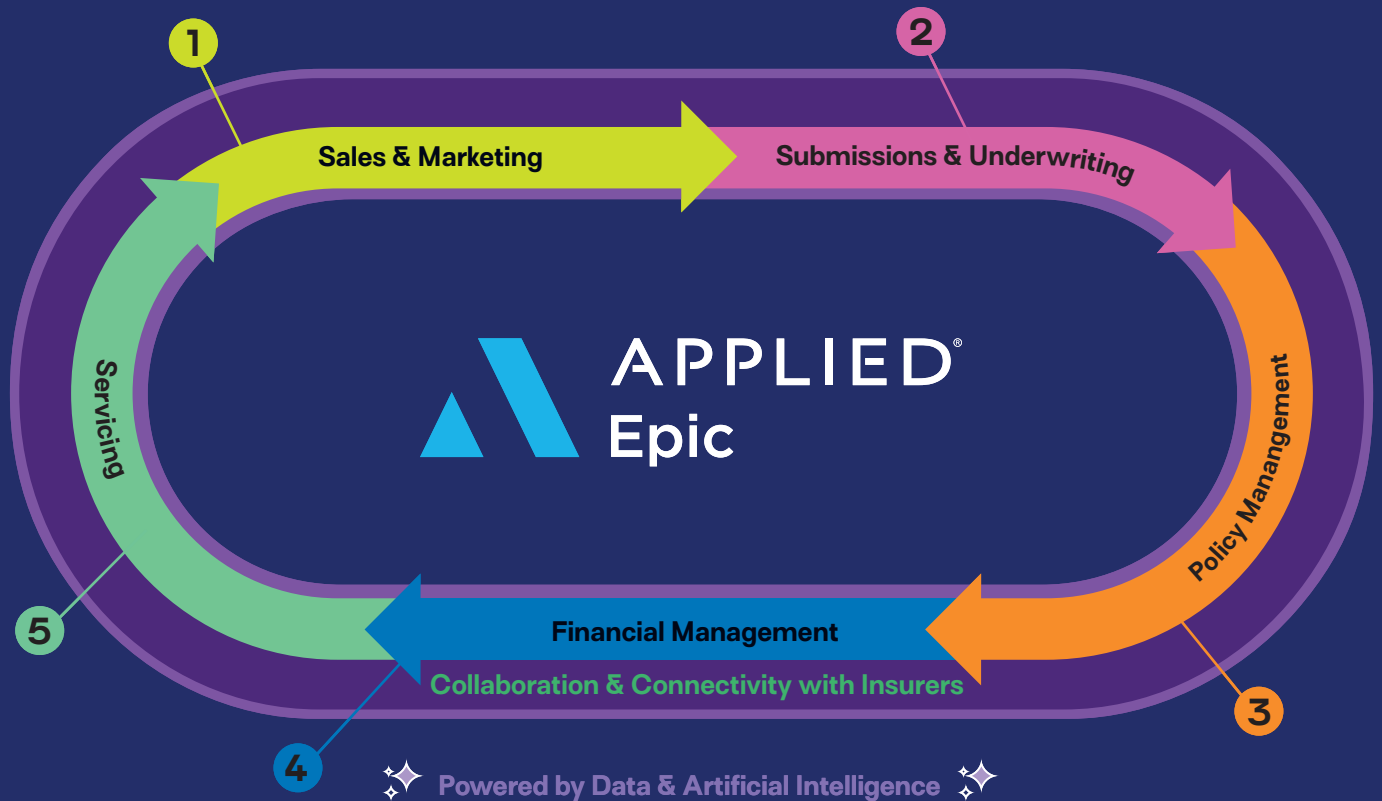 1
2
Sales & Marketing
Submissions & Underwriting
APPLIED®
Epic
Servicing
Policy Manangement
5
Financial Management
Collaboration & Connectivity with Insurers
3
4
Powered by Data & Artificial Intelligence